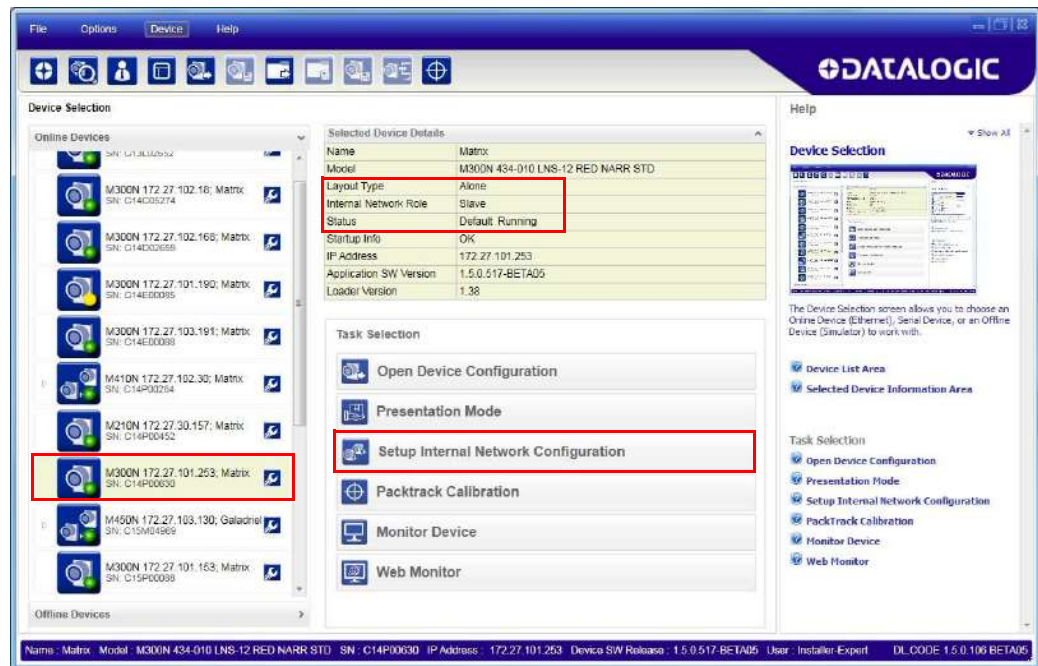 File Options Device Help
DATALOGIC
Device Selection
Online Devices
M300N 172.27.102.18; Matrix
SN: C14C05274
M300N 172.27.102.168; Matrix
SN: C14D02659
M300N 172.27.101.190; Matrix
SN: C14E00085
M300N 172.27.103.191; Matrix
SN: C14E00088
M410N 172.27.102.30; Matrix
SN: C14P00284
M210N 172.27.30.157; Matrix
SN: C14P00452
M300N 172.27.101.253; Matrix
SN: C14P00630
M450N 172.27.103.130; Galadriel
SN: C15M04969
M300N 172.27.101.153; Matrix
SN: C15P00088
Offline Devices
Selected Device Details
Name Matrix
Model M300N 434-010 LNS-12 RED NARR STD
Layout Type Alone
Internal Network Role Slave
Status Default Running
Startup Info OK
IP Address 172.27.101.253
Application SW Version 1.5.0.517-BETA05
Loader Version 1.38
Task Selection
Open Device Configuration
Presentation Mode
Setup Internal Network Configuration
Packtrack Calibration
Monitor Device
Web Monitor
Help
Show All
Device Selection
The Device Selection screen allows you to choose an
Online Device (Ethernet), Serial Device, or an Offline
Device (Simulator) to work with.
Device List Area
Selected Device Information Area
Task Selection
Open Device Configuration
Presentation Mode
Setup Internal Network Configuration
PackTrack Calibration
Monitor Device
Web Monitor
Name : Matrix Model : M300N 434-010 LNS-12 RED NARR STD SN : C14P00630 IP Address : 172.27.101.253 Device SW Release : 1.5.0.517-BETA05 User : Installer-Expert DL.CODE 1.5.0.106 BETA05